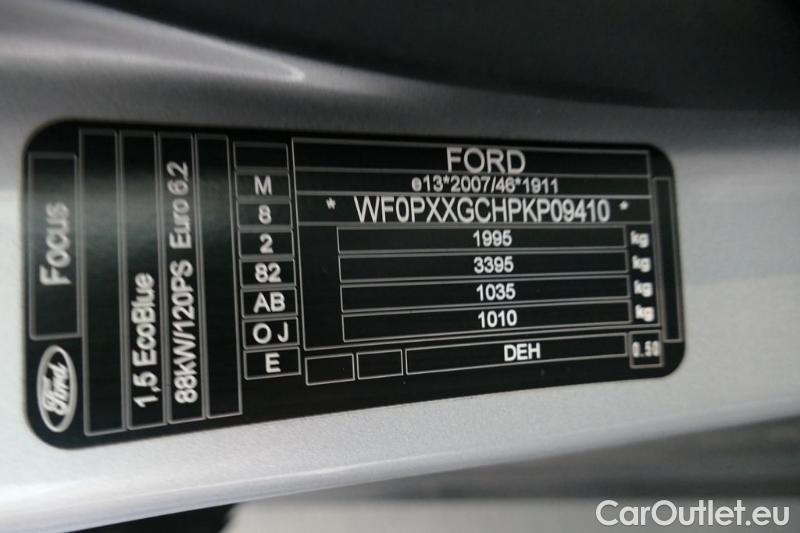 FORD
e13*2007/46*1911
* WF0PXXGCHPKP09410 *
1995 kg
3395 kg
1035 kg
1010 kg
DEH 0.50
M
8
2
82
AB
O J
E
Focus
Ford
1,5 EcoBlue
88kW/120PS Euro 6.2
CarOutlet.eu